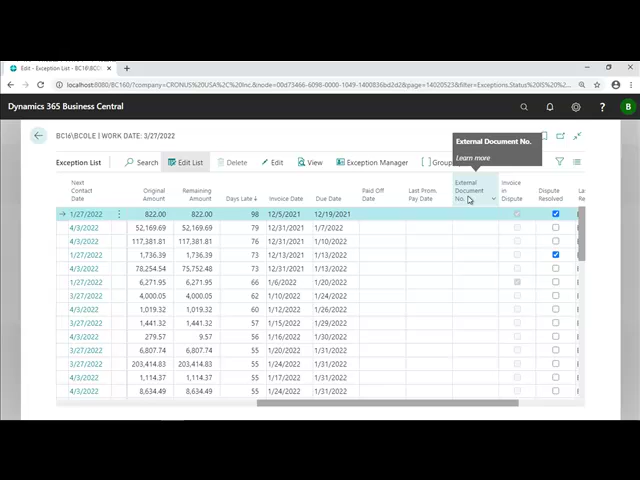 Edit - Exception List - BC16\BCOLE
localhost:8080/BC160/?company=CRONUS%20USA%2C%20Inc.&node=00d73466-6098-0000-1049-1400836bd2d2&page=14020523&filter=Exceptions.Status%20IS%20
Dynamics 365 Business Central
?
B
BC16\BCOLE | WORK DATE: 3/27/2022
External Document No.
Learn more
Exception List
Search
Edit List
Delete
Edit
View
Exception Manager
Group
Next Contact Date
Original Amount
Remaining Amount
Days Late↓
Invoice Date
Due Date
Paid Off Date
Last Prom. Pay Date
External Document No.
Invoice in Dispute
Dispute Resolved
1/27/2022 822.00 822.00 98 12/5/2021 12/19/2021
4/3/2022 52,169.69 52,169.69 79 12/31/2021 1/7/2022
4/3/2022 117,381.81 117,381.81 76 12/31/2021 1/10/2022
1/27/2022 1,736.39 1,736.39 73 12/13/2021 1/13/2022
4/3/2022 78,254.54 75,752.48 73 12/31/2021 1/13/2022
1/27/2022 6,271.95 6,271.95 66 1/6/2022 1/20/2022
3/27/2022 4,000.05 4,000.05 62 1/10/2022 1/24/2022
4/3/2022 1,019.32 1,019.32 60 1/12/2022 1/26/2022
3/27/2022 1,441.32 1,441.32 57 1/15/2022 1/29/2022
4/3/2022 279.57 9.57 56 1/16/2022 1/30/2022
3/27/2022 6,807.74 6,807.74 55 1/20/2022 1/31/2022
3/27/2022 203,414.83 203,414.83 55 1/24/2022 1/31/2022
4/3/2022 1,114.37 1,114.37 55 1/17/2022 1/31/2022
4/3/2022 8,634.49 8,634.49 55 1/21/2022 1/31/2022